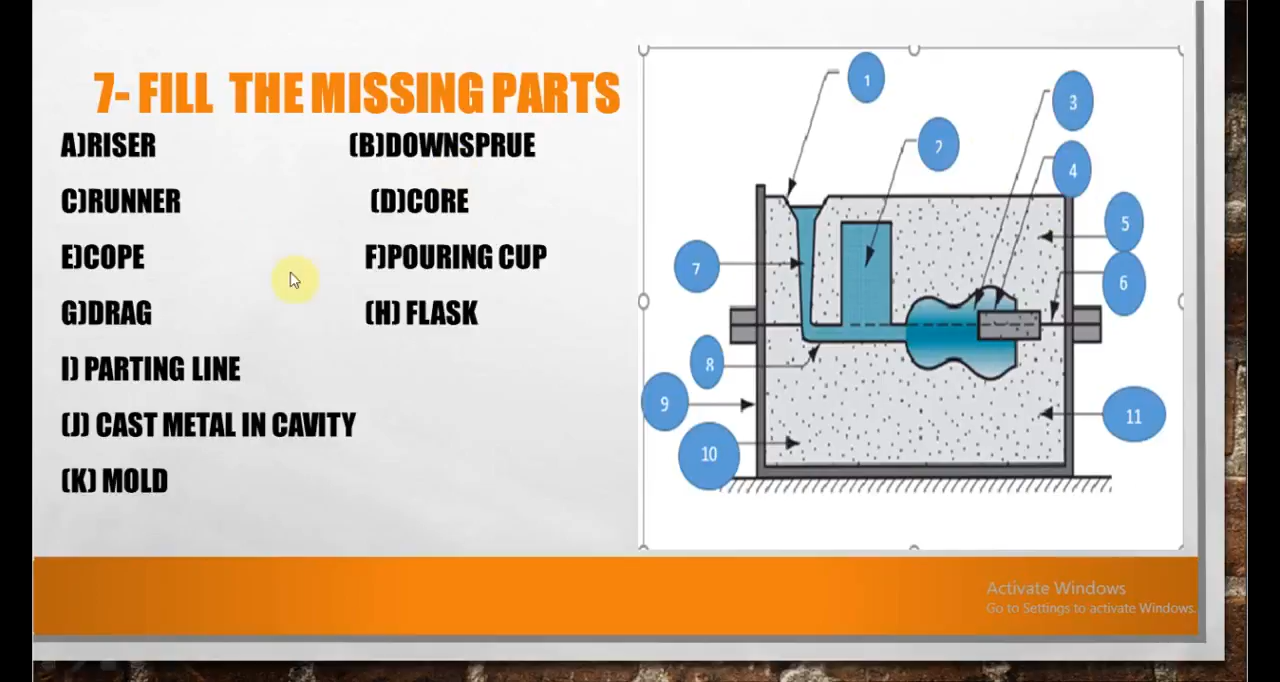 7- FILL THE MISSING PARTS
A)RISER (B)DOWNSPRUE
C)RUNNER (D)CORE
E)COPE F)POURING CUP
G)DRAG (H) FLASK
I) PARTING LINE
(J) CAST METAL IN CAVITY
(K) MOLD
1
2
3
4
5
6
7
8
9
10
11
Activate Windows
Go to Settings to activate Windows.